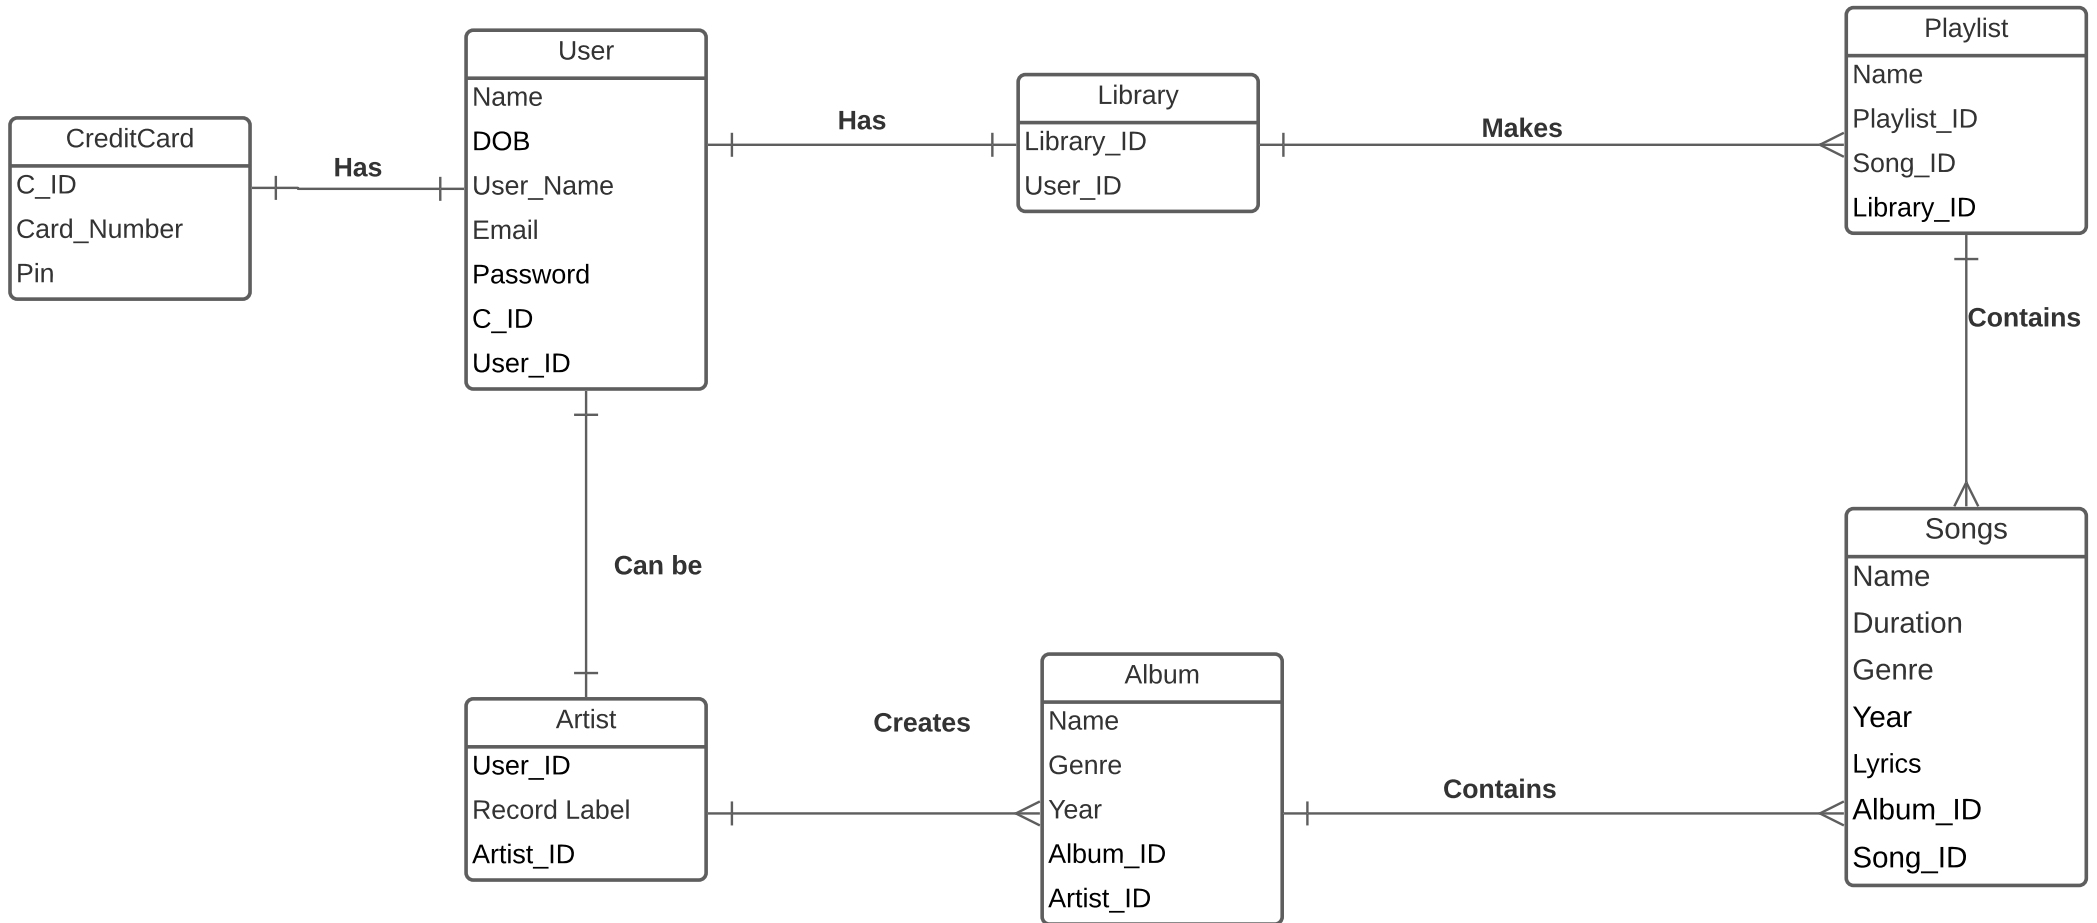 CreditCard
C_ID
Card_Number
Pin
Has
User
Name
DOB
User_Name
Email
Password
C_ID
User_ID
Has
Library
Library_ID
User_ID
Makes
Playlist
Name
Playlist_ID
Song_ID
Library_ID
Contains
Can be
Artist
User_ID
Record Label
Artist_ID
Creates
Album
Name
Genre
Year
Album_ID
Artist_ID
Contains
Songs
Name
Duration
Genre
Year
Lyrics
Album_ID
Song_ID